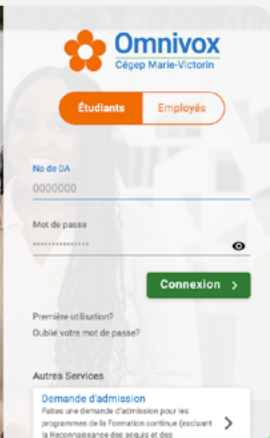 Omnivox
Cégep Marie-Victorin
Étudiants Employés
No de DA
0000000
Mot de passe
***************
Connexion >
Première utilisation?
Oublié votre mot de passe?
Autres Services
Demande d'admission
Faites une demande d'admission pour les
programmes de la Formation continue (excluant
la Reconnaissance des acquis et des